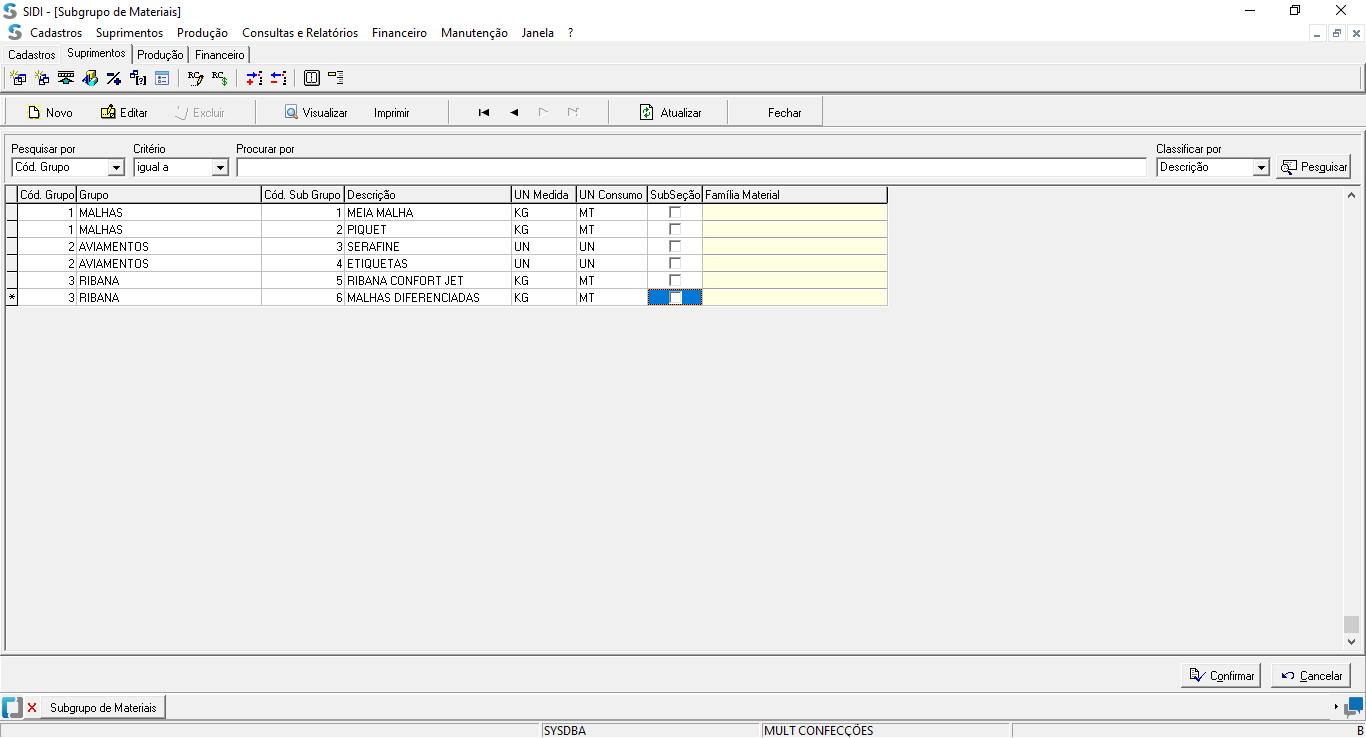 SIDI - [Subgrupo de Materiais]
Cadastros Suprimentos Produção Consultas e Relatórios Financeiro Manutenção Janela ?
Cadastros Suprimentos Produção Financeiro
Novo Editar Excluir Visualizar Imprimir Atualizar Fechar
Pesquisar por Critério Procurar por Classificar por
Cód. Grupo igual a Descrição Pesquisar
Cód. Grupo Grupo Cód. Sub Grupo Descrição UN Medida UN Consumo SubSeção Família Material
1 MALHAS 1 MEIA MALHA KG MT
1 MALHAS 2 PIQUET KG MT
2 AVIAMENTOS 3 SERAFINE UN UN
2 AVIAMENTOS 4 ETIQUETAS UN UN
3 RIBANA 5 RIBANA CONFORT JET KG MT
* 3 RIBANA 6 MALHAS DIFERENCIADAS KG MT
Confirmar Cancelar
Subgrupo de Materiais
SYSDBA MULT CONFECÇÕES B